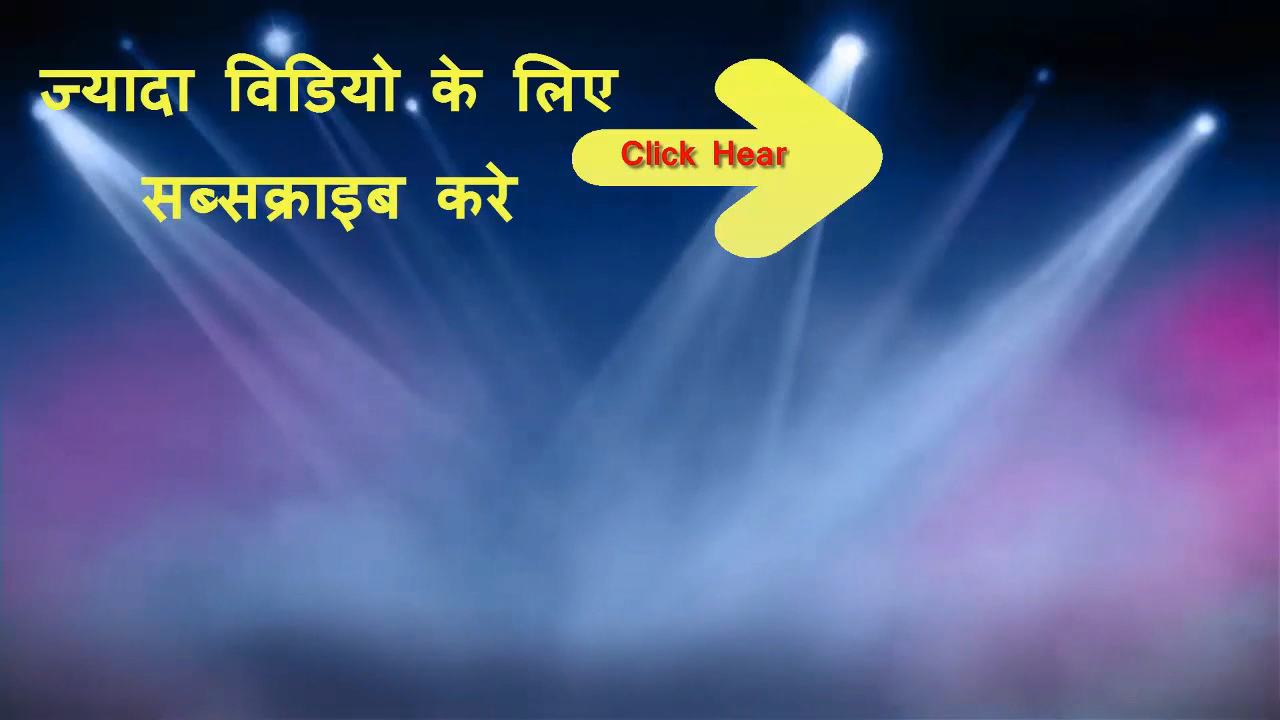 ज्यादा विडियो के लिए
Click Hear
सब्सक्राइब करे